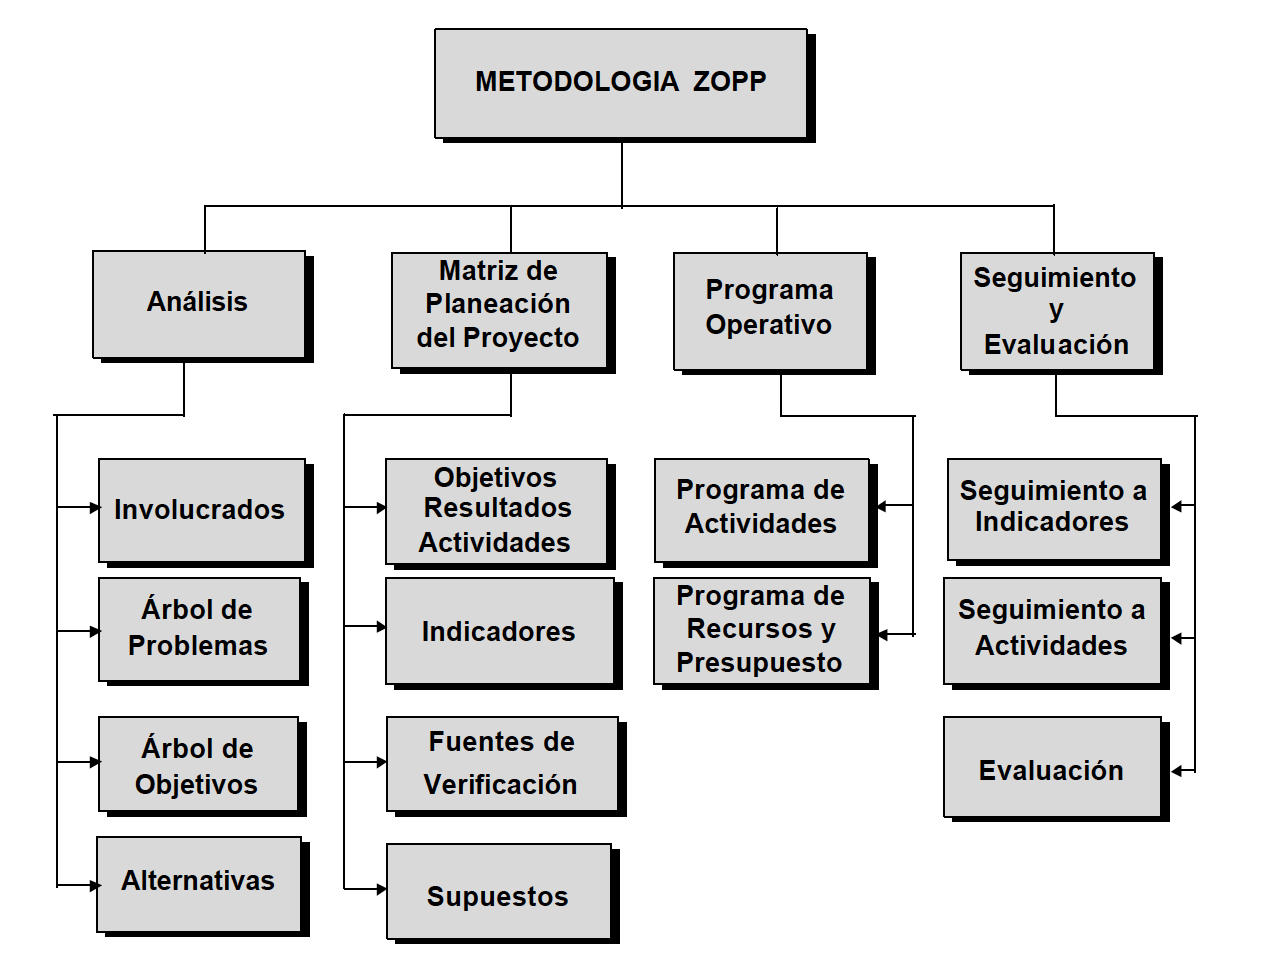 METODOLOGIA ZOPP
Análisis
Matriz de
Planeación
del Proyecto
Programa
Operativo
Seguimiento
y
Evaluación
Involucrados
Árbol de
Problemas
Árbol de
Objetivos
Alternativas
Objetivos
Resultados
Actividades
Indicadores
Fuentes de
Verificación
Supuestos
Programa de
Actividades
Programa de
Recursos y
Presupuesto
Seguimiento a
Indicadores
Seguimiento a
Actividades
Evaluación